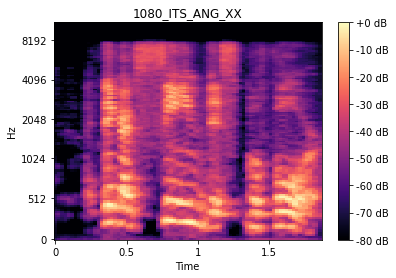 1080_ITS_ANG_XX
+0 dB
8192
-10 dB
4096
-20 dB
-30 dB
2048
Hz
-40 dB
1024
-50 dB
512
-60 dB
-70 dB
0
-80 dB
0
0.5
1
1.5
Time